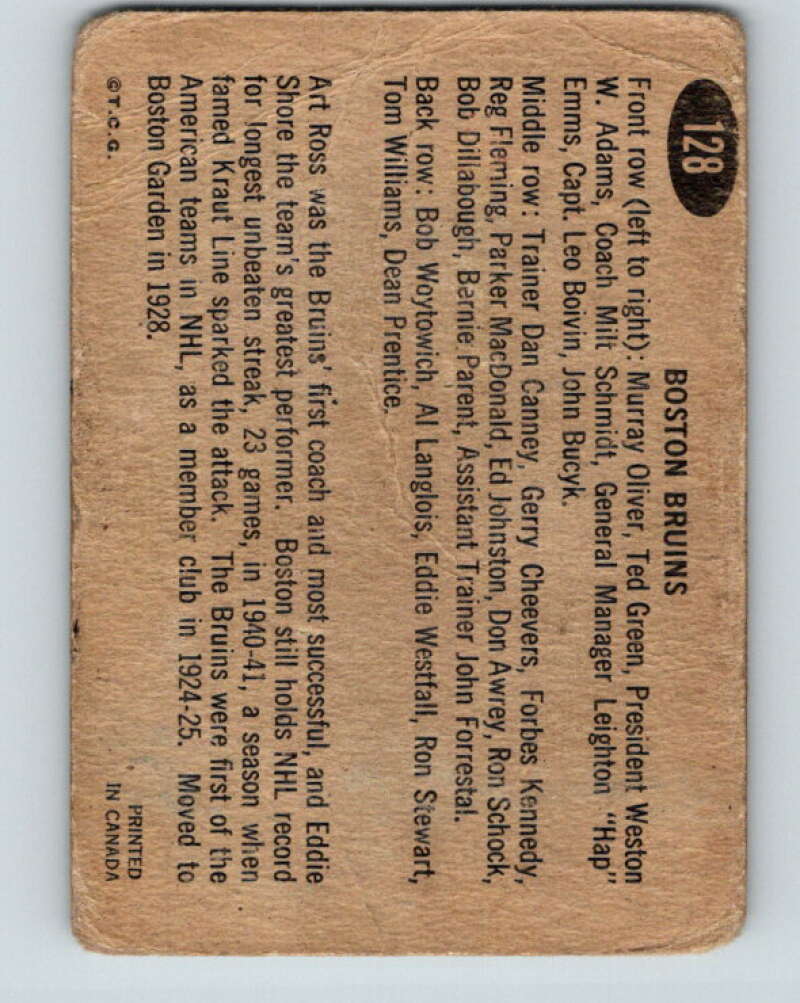 128
BOSTON BRUINS
Front row (left to right): Murray Oliver, Ted Green, President Weston
W. Adams, Coach Milt Schmidt, General Manager Leighton "Hap"
Emms, Capt. Leo Boivin, John Bucyk.
Middle row: Trainer Dan Canney, Gerry Cheevers, Forbes Kennedy,
Reg Fleming, Parker MacDonald, Ed Johnston, Don Awrey, Ron Schock,
Bob Dillabough, Bernie Parent, Assistant Trainer John Forrestal.
Back row: Bob Woytowich, Al Langlois, Eddie Westfall, Ron Stewart,
Tom Williams, Dean Prentice.
Art Ross was the Bruins' first coach and most successful, and Eddie
Shore the team's greatest performer. Boston still holds NHL record
for longest unbeaten streak, 23 games, in 1940-41, a season when
famed Kraut Line sparked the attack. The Bruins were first of the
American teams in NHL, as a member club in 1924-25. Moved to
Boston Garden in 1928.
©T.C.G.
PRINTED
IN CANADA